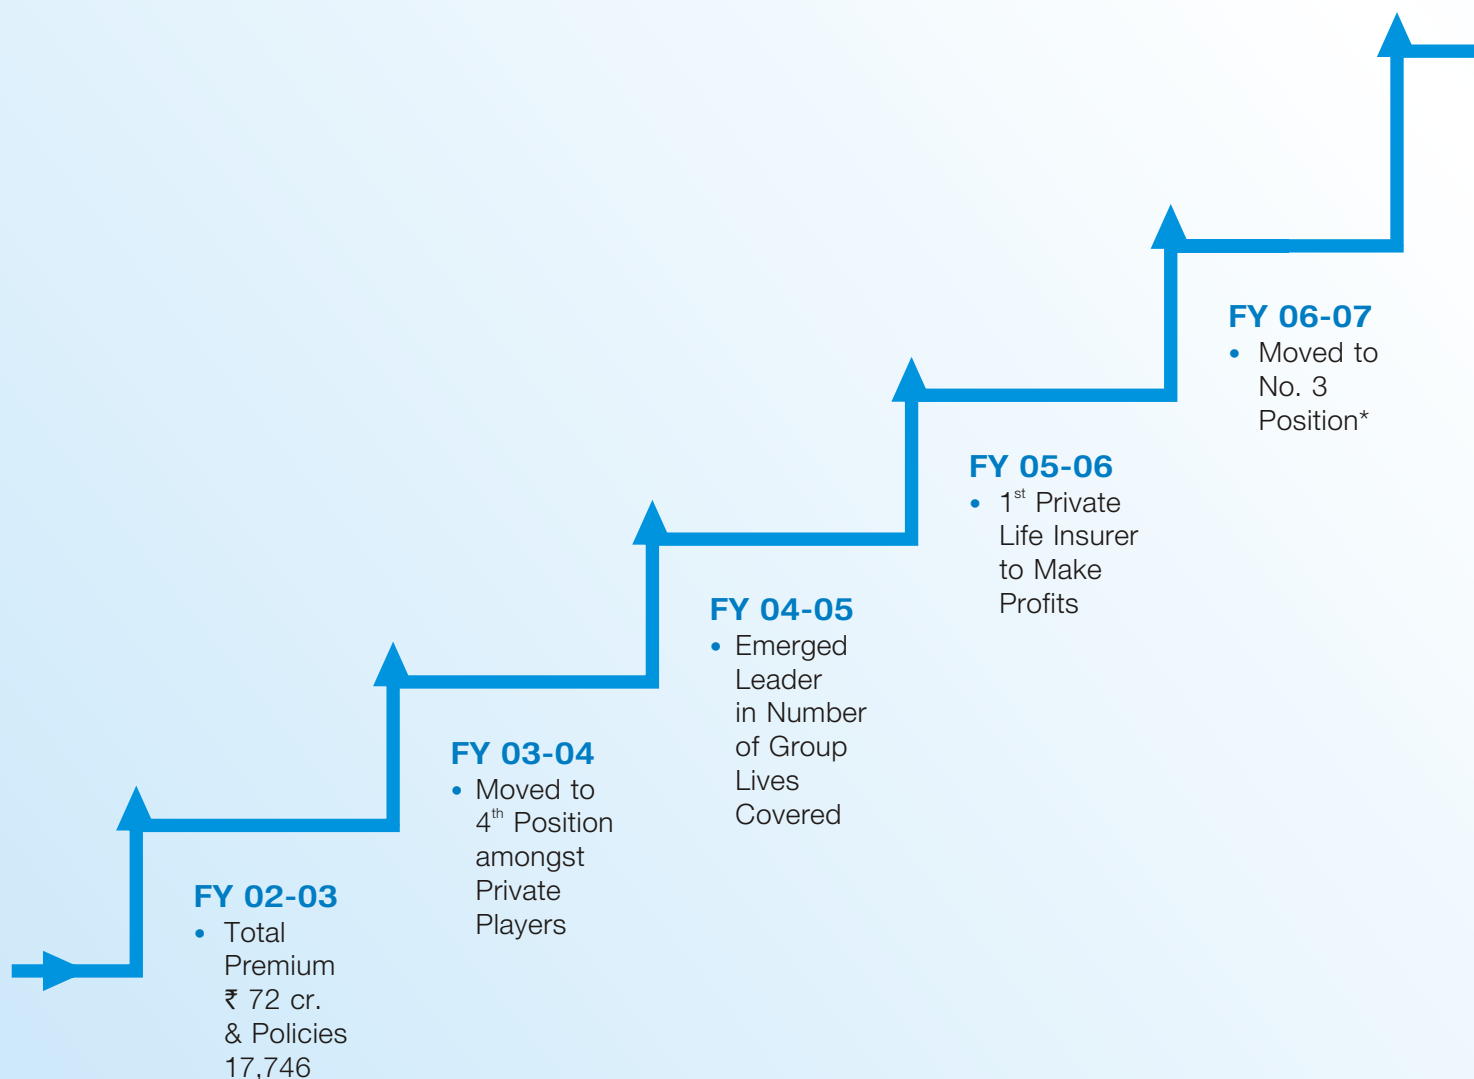 FY 06-07
• Moved to
No. 3
Position*
FY 05-06
• 1st Private
Life Insurer
to Make
Profits
FY 04-05
• Emerged
Leader
in Number
of Group
Lives
Covered
FY 03-04
• Moved to
4th Position
amongst
Private
Players
FY 02-03
• Total
Premium
₹ 72 cr.
& Policies
17,746